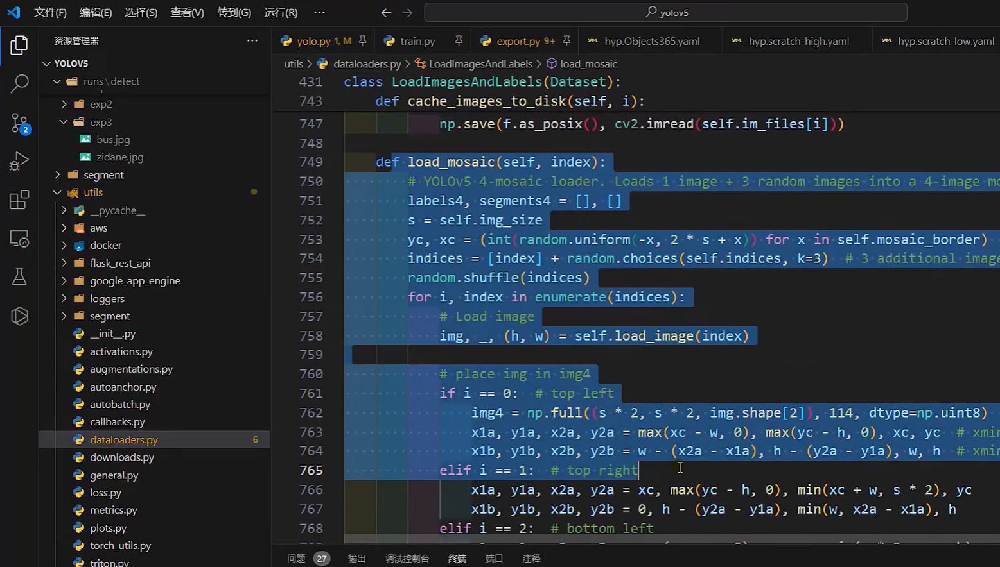 文件(F) 编辑(E) 选择(S) 查看(V) 转到(G) 运行(R) ··· yolov5
资源管理器 ···
YOLOV5
runs\detect
exp2
exp3
bus.jpg
zidane.jpg
segment
utils
__pycache__
aws
docker
flask_rest_api
google_app_engine
loggers
segment
__init__.py
activations.py
augmentations.py
autoanchor.py
autobatch.py
callbacks.py
dataloaders.py 6
downloads.py
general.py
loss.py
metrics.py
plots.py
torch_utils.py
triton.py
2
yolo.py 1, M train.py export.py 9+ hyp.Objects365.yaml hyp.scratch-high.yaml hyp.scratch-low.yaml
utils > dataloaders.py > LoadImagesAndLabels > load_mosaic
431 class LoadImagesAndLabels(Dataset):
743 def cache_images_to_disk(self, i):
747 np.save(f.as_posix(), cv2.imread(self.im_files[i]))
748
749 def load_mosaic(self, index):
750 # YOLOv5 4-mosaic loader. Loads 1 image + 3 random images into a 4-image mo
751 labels4, segments4 = [], []
752 s = self.img_size
753 yc, xc = (int(random.uniform(-x, 2 * s + x)) for x in self.mosaic_border)
754 indices = [index] + random.choices(self.indices, k=3) # 3 additional image
755 random.shuffle(indices)
756 for i, index in enumerate(indices):
757 # Load image
758 img, _, (h, w) = self.load_image(index)
759
760 # place img in img4
761 if i == 0: # top left
762 img4 = np.full((s * 2, s * 2, img.shape[2]), 114, dtype=np.uint8)
763 x1a, y1a, x2a, y2a = max(xc - w, 0), max(yc - h, 0), xc, yc # xmin
764 x1b, y1b, x2b, y2b = w - (x2a - x1a), h - (y2a - y1a), w, h # xmin
765 elif i == 1: # top right
766 x1a, y1a, x2a, y2a = xc, max(yc - h, 0), min(xc + w, s * 2), yc
767 x1b, y1b, x2b, y2b = 0, h - (y2a - y1a), min(w, x2a - x1a), h
768 elif i == 2: # bottom left
问题 27 输出 调试控制台 终端 端口 注释